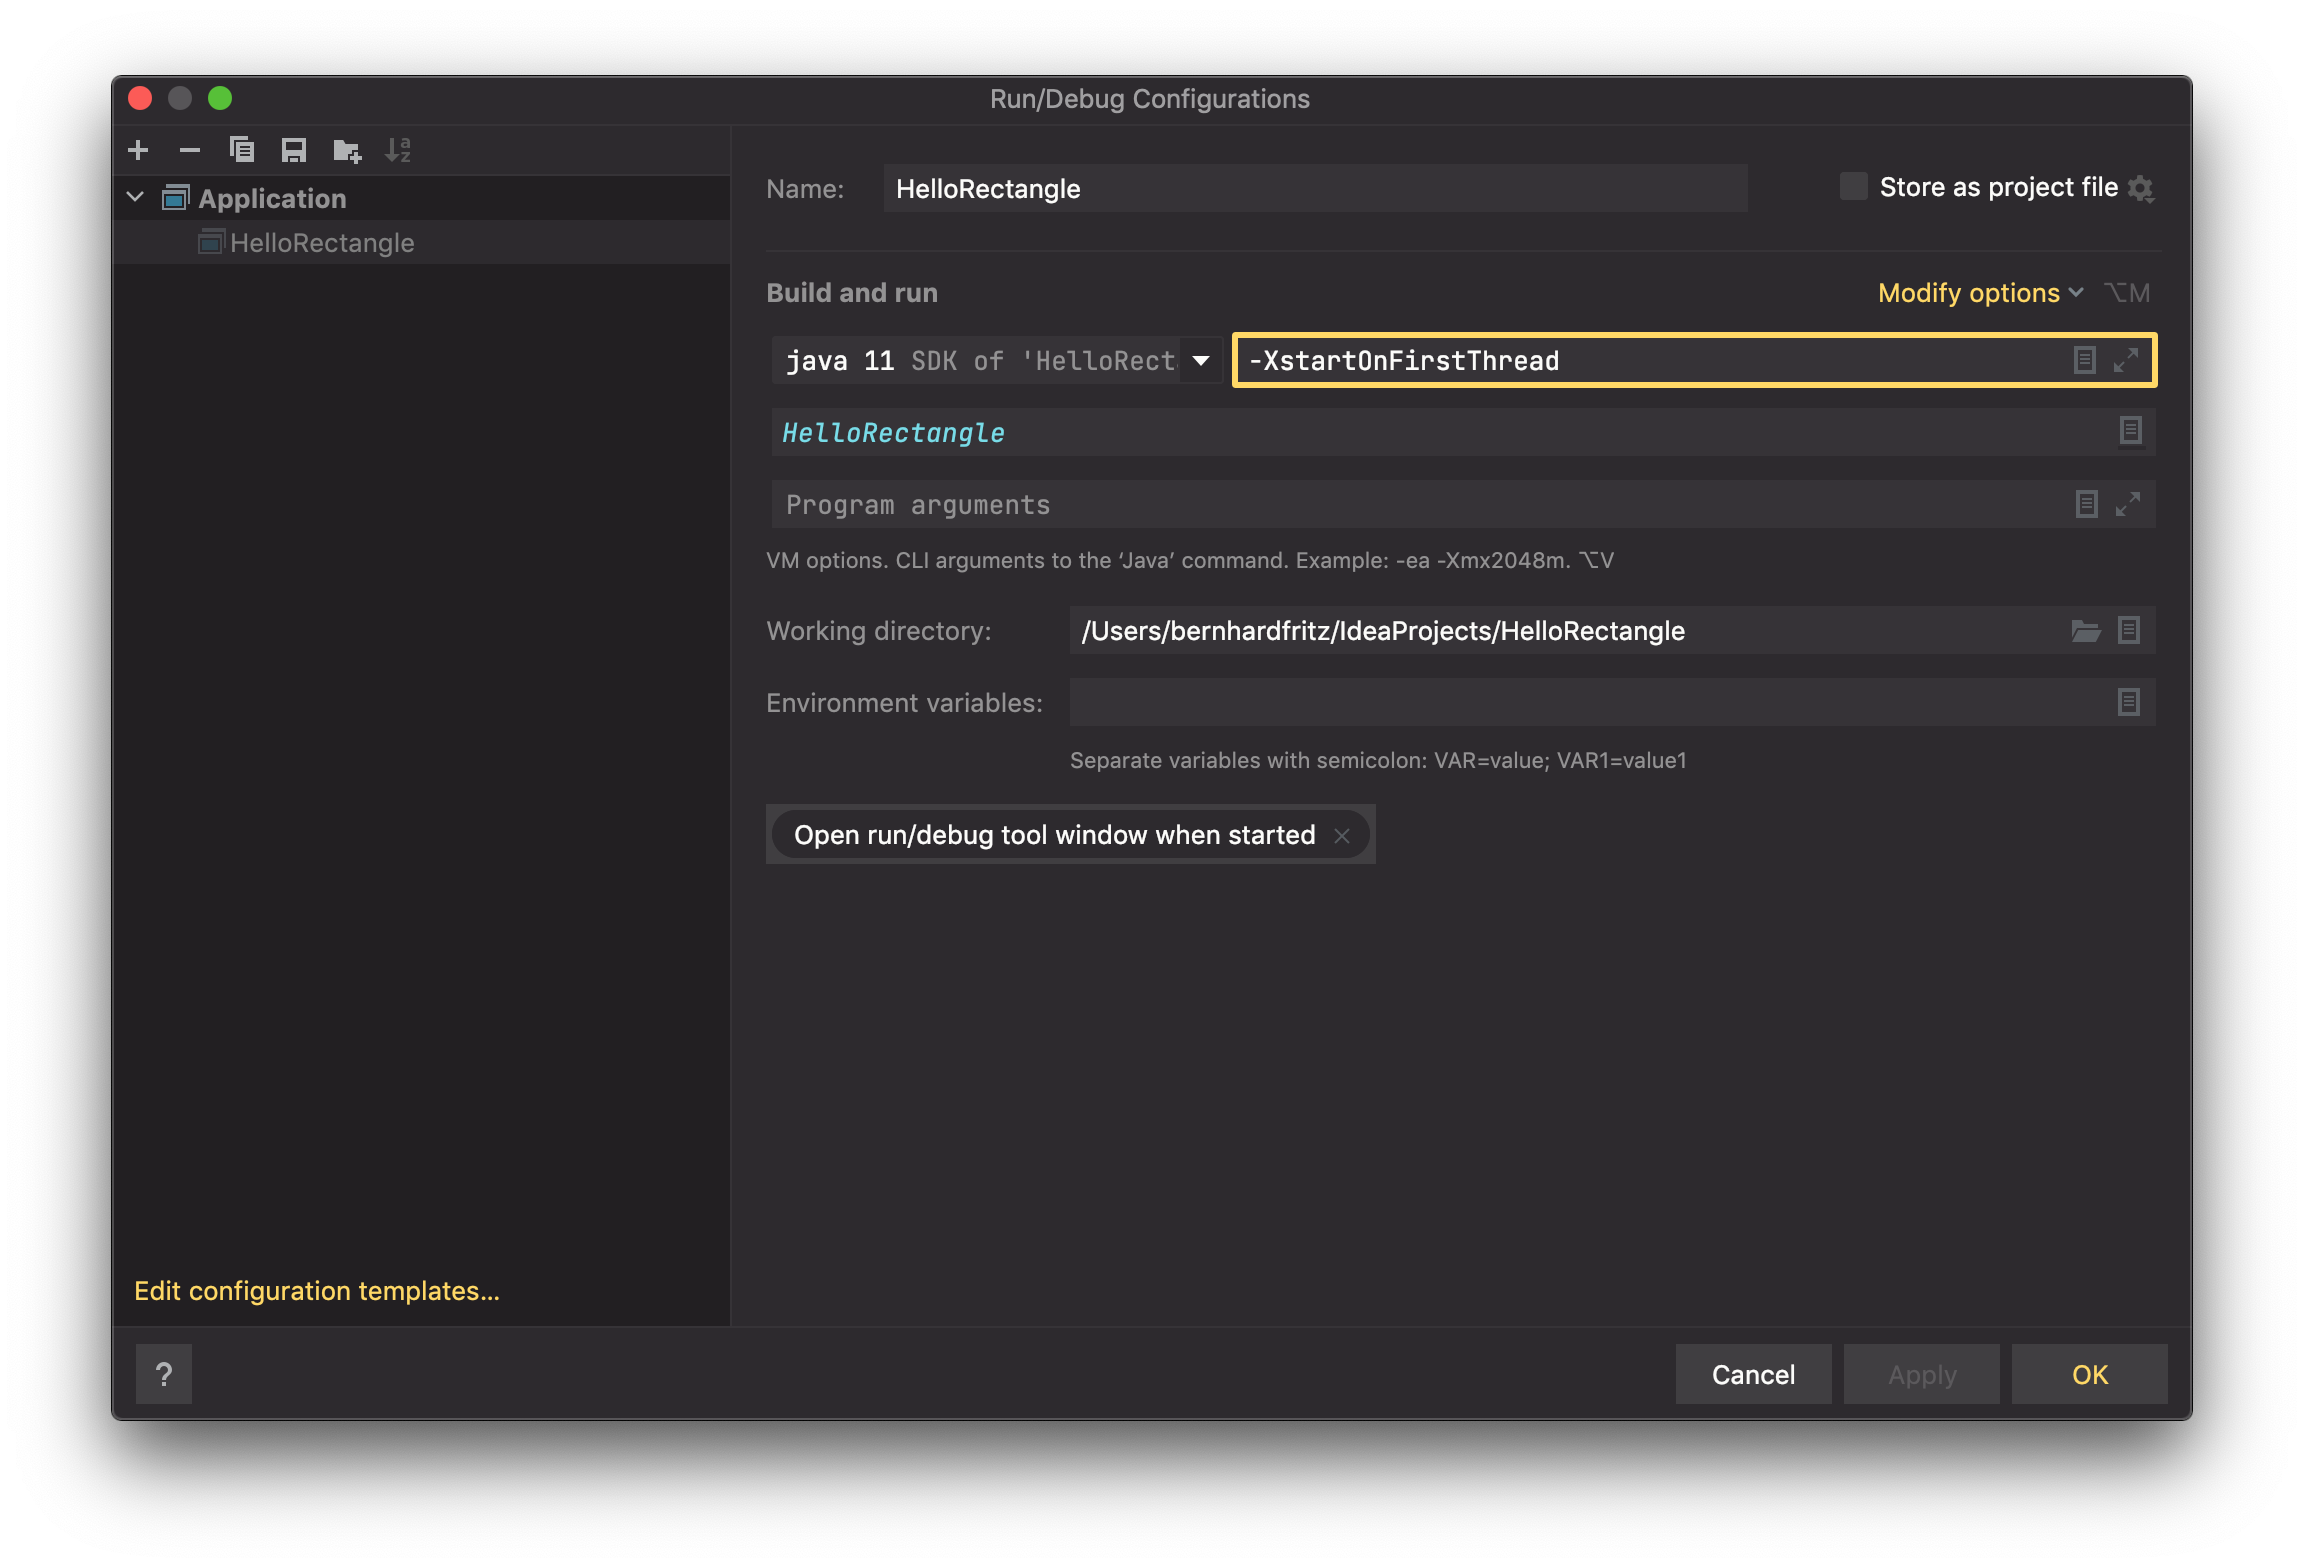 Run/Debug Configurations
Application
HelloRectangle
Edit configuration templates...
Name: HelloRectangle Store as project file
Build and run Modify options ⌥M
java 11 SDK of 'HelloRect -XstartOnFirstThread
HelloRectangle
Program arguments
VM options. CLI arguments to the ‘Java’ command. Example: -ea -Xmx2048m. ⌥V
Working directory: /Users/bernhardfritz/IdeaProjects/HelloRectangle
Environment variables:
Separate variables with semicolon: VAR=value; VAR1=value1
Open run/debug tool window when started
? Cancel Apply OK